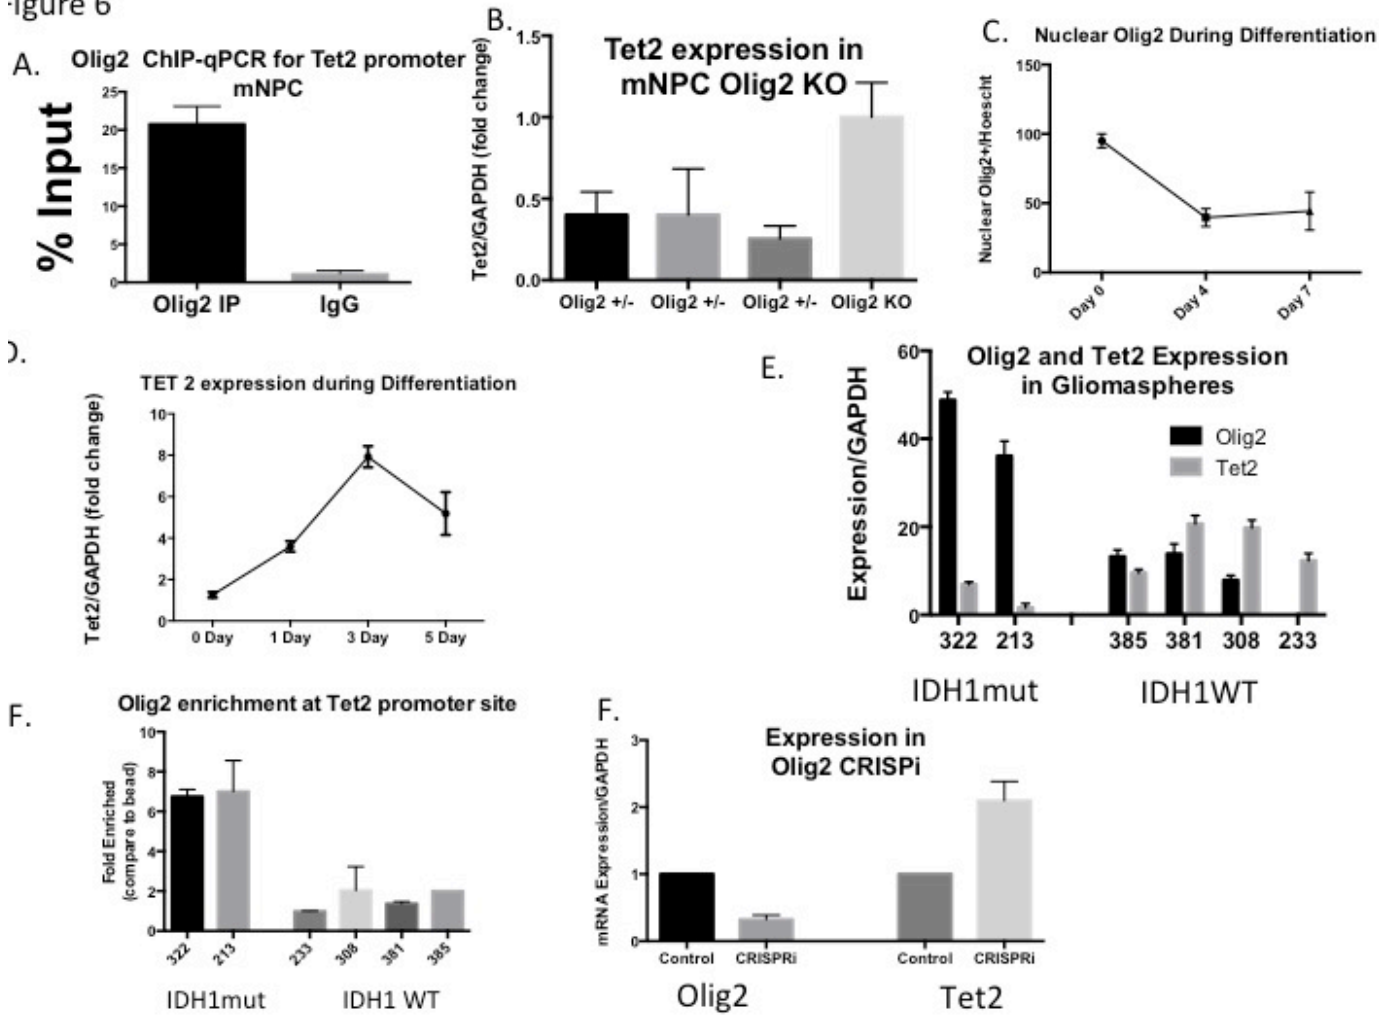 Figure 6
A.
Olig2 ChIP-qPCR for Tet2 promoter
mNPC
% Input
25
20
15
10
5
0
Olig2 IP IgG
B.
Tet2 expression in
mNPC Olig2 KO
Tet2/GAPDH (fold change)
1.5
1.0
0.5
0.0
Olig2 +/- Olig2 +/- Olig2 +/- Olig2 KO
C.
Nuclear Olig2 During Differentiation
Nuclear Olig2+/Hoescht
150
100
50
0
Day 0 Day 4 Day 7
D.
TET 2 expression during Differentiation
Tet2/GAPDH (fold change)
10
8
6
4
2
0
0 Day 1 Day 3 Day 5 Day
E.
Olig2 and Tet2 Expression
in Gliomaspheres
Expression/GAPDH
60
40
20
0
Olig2
Tet2
322 213 385 381 308 233
IDH1mut IDH1WT
F.
Olig2 enrichment at Tet2 promoter site
Fold Enriched
(compare to bead)
10
8
6
4
2
0
322 213 233 308 381 385
IDH1mut IDH1 WT
F.
Expression in
Olig2 CRISPi
mRNA Expression/GAPDH
3
2
1
0
Control CRISPRi Control CRISPRi
Olig2 Tet2